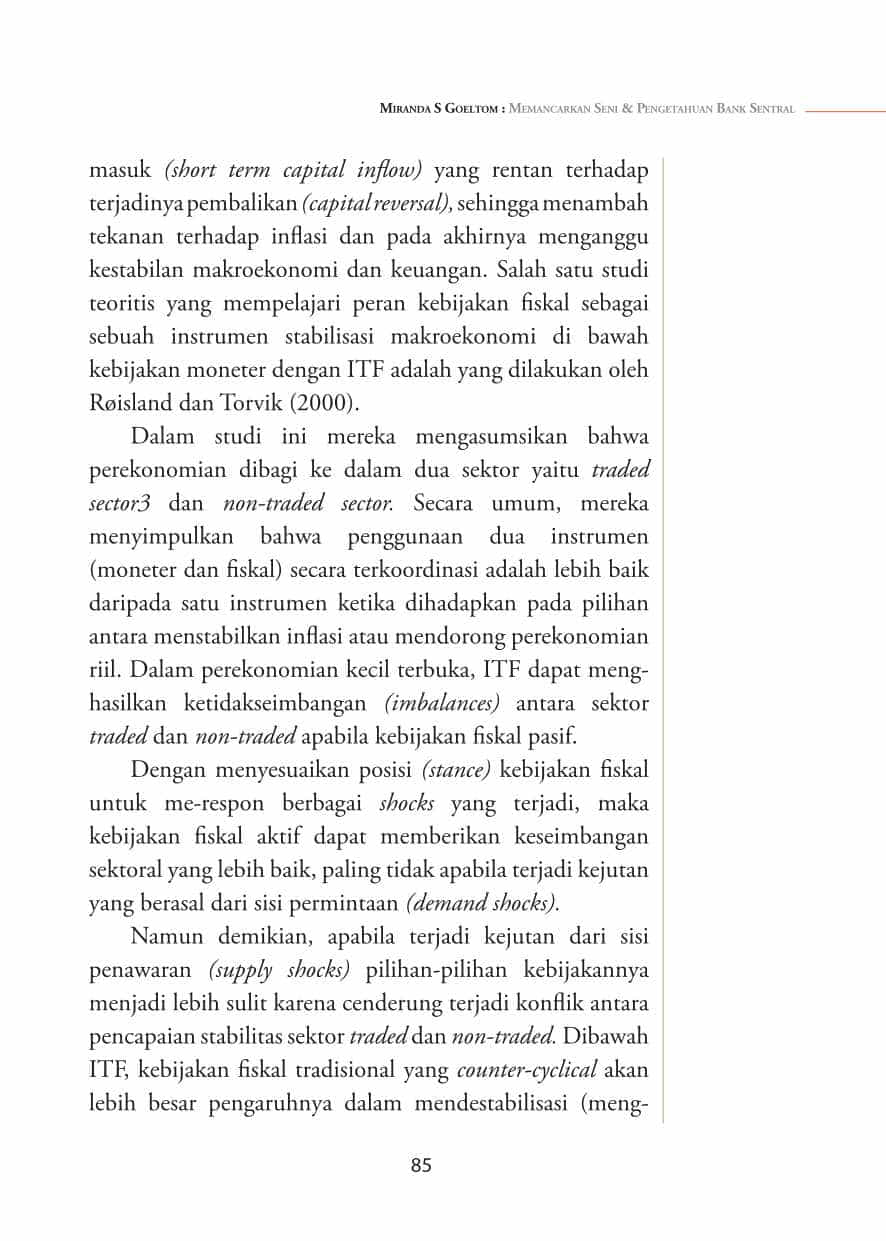 MIRANDA S GOELTOM : MEMANCARKAN SENI & PENGETAHUAN BANK SENTRAL
masuk (short term capital inflow) yang rentan terhadap
terjadinya pembalikan (capital reversal), sehingga menambah
tekanan terhadap inflasi dan pada akhirnya menganggu
kestabilan makroekonomi dan keuangan. Salah satu studi
teoritis yang mempelajari peran kebijakan fiskal sebagai
sebuah instrumen stabilisasi makroekonomi di bawah
kebijakan moneter dengan ITF adalah yang dilakukan oleh
Røisland dan Torvik (2000).
Dalam studi ini mereka mengasumsikan bahwa
perekonomian dibagi ke dalam dua sektor yaitu traded
sector3 dan non-traded sector. Secara umum, mereka
menyimpulkan bahwa penggunaan dua instrumen
(moneter dan fiskal) secara terkoordinasi adalah lebih baik
daripada satu instrumen ketika dihadapkan pada pilihan
antara menstabilkan inflasi atau mendorong perekonomian
riil. Dalam perekonomian kecil terbuka, ITF dapat meng-
hasilkan ketidakseimbangan (imbalances) antara sektor
traded dan non-traded apabila kebijakan fiskal pasif.
Dengan menyesuaikan posisi (stance) kebijakan fiskal
untuk me-respon berbagai shocks yang terjadi, maka
kebijakan fiskal aktif dapat memberikan keseimbangan
sektoral yang lebih baik, paling tidak apabila terjadi kejutan
yang berasal dari sisi permintaan (demand shocks).
Namun demikian, apabila terjadi kejutan dari sisi
penawaran (supply shocks) pilihan-pilihan kebijakannya
menjadi lebih sulit karena cenderung terjadi konflik antara
pencapaian stabilitas sektor traded dan non-traded. Dibawah
ITF, kebijakan fiskal tradisional yang counter-cyclical akan
lebih besar pengaruhnya dalam mendestabilisasi (meng-
85